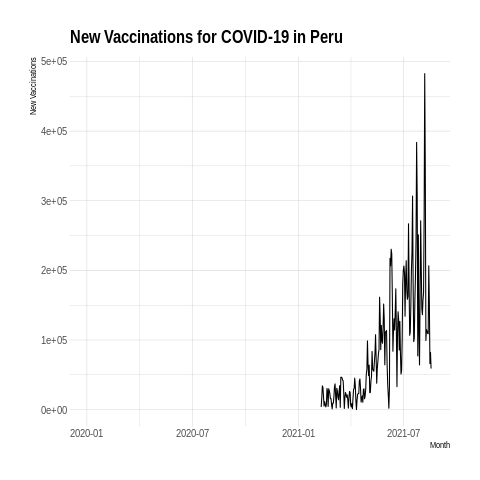 New Vaccinations for COVID-19 in Peru
New Vaccinations
5e+05
4e+05
3e+05
2e+05
1e+05
0e+00
2020-01 2020-07 2021-01 2021-07
Month